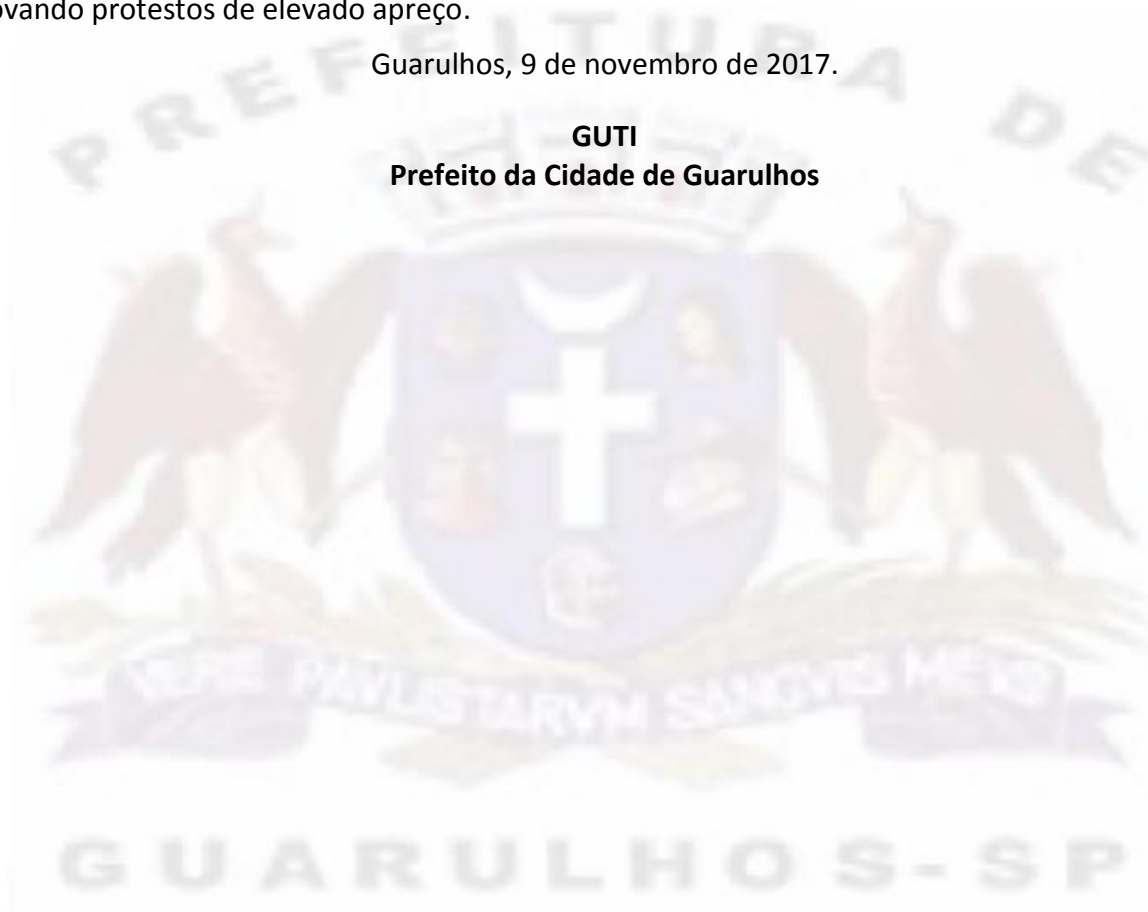 ovando protestos de elevado apreço.
Guarulhos, 9 de novembro de 2017.
GUTI
Prefeito da Cidade de Guarulhos
PREFEITURA DE
VERE PAVLISTARVM SANGVIS MEVS
GUARULHOS-SP